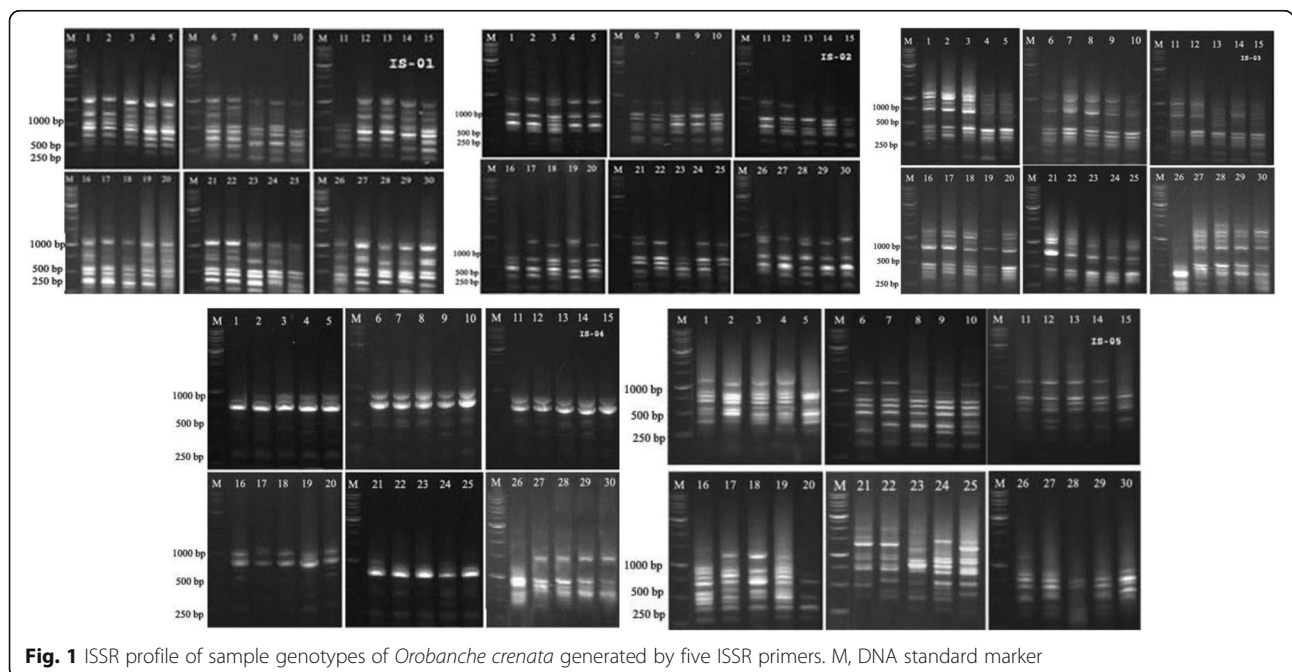 M 1 2 3 4 5 M 6 7 8 9 10 M 11 12 13 14 15
IS-01
1000 bp
500 bp
250 bp
M 16 17 18 19 20 M 21 22 23 24 25 M 26 27 28 29 30
1000 bp
500 bp
250 bp
M 1 2 3 4 5 M 6 7 8 9 10 M 11 12 13 14 15
IS-02
1000 bp
500 bp
250 bp
M 16 17 18 19 20 M 21 22 23 24 25 M 26 27 28 29 30
1000 bp
500 bp
250 bp
M 1 2 3 4 5 M 6 7 8 9 10 M 11 12 13 14 15
IS-03
1000 bp
500 bp
250 bp
M 16 17 18 19 20 M 21 22 23 24 25 M 26 27 28 29 30
1000 bp
500 bp
250 bp
M 1 2 3 4 5 M 6 7 8 9 10 M 11 12 13 14 15
IS-04
1000 bp
500 bp
250 bp
M 16 17 18 19 20 M 21 22 23 24 25 M 26 27 28 29 30
1000 bp
500 bp
250 bp
M 1 2 3 4 5 M 6 7 8 9 10 M 11 12 13 14 15
IS-05
1000 bp
500 bp
250 bp
M 16 17 18 19 20 M 21 22 23 24 25 M 26 27 28 29 30
1000 bp
500 bp
250 bp
Fig. 1 ISSR profile of sample genotypes of Orobanche crenata generated by five ISSR primers. M, DNA standard marker